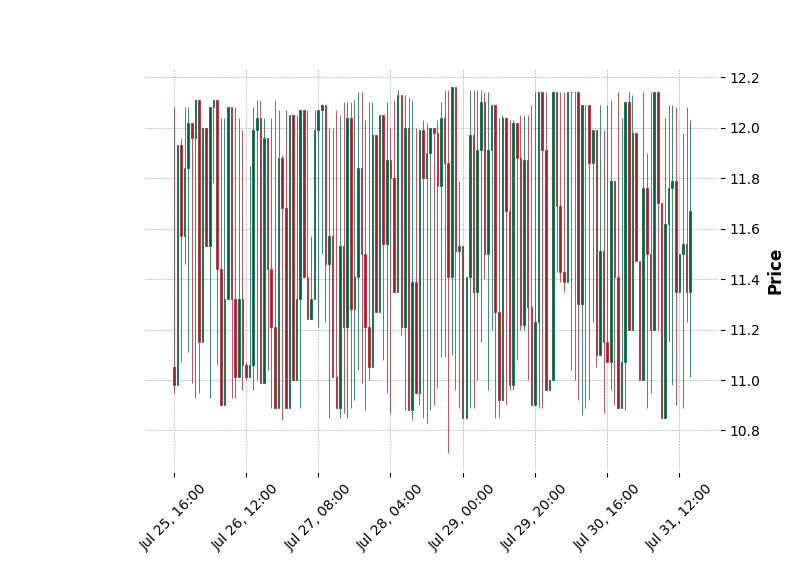 12.2
12.0
11.8
11.6
11.4
11.2
11.0
10.8
Price
Jul 25, 16:00
Jul 26, 12:00
Jul 27, 08:00
Jul 28, 04:00
Jul 29, 00:00
Jul 29, 20:00
Jul 30, 16:00
Jul 31, 12:00